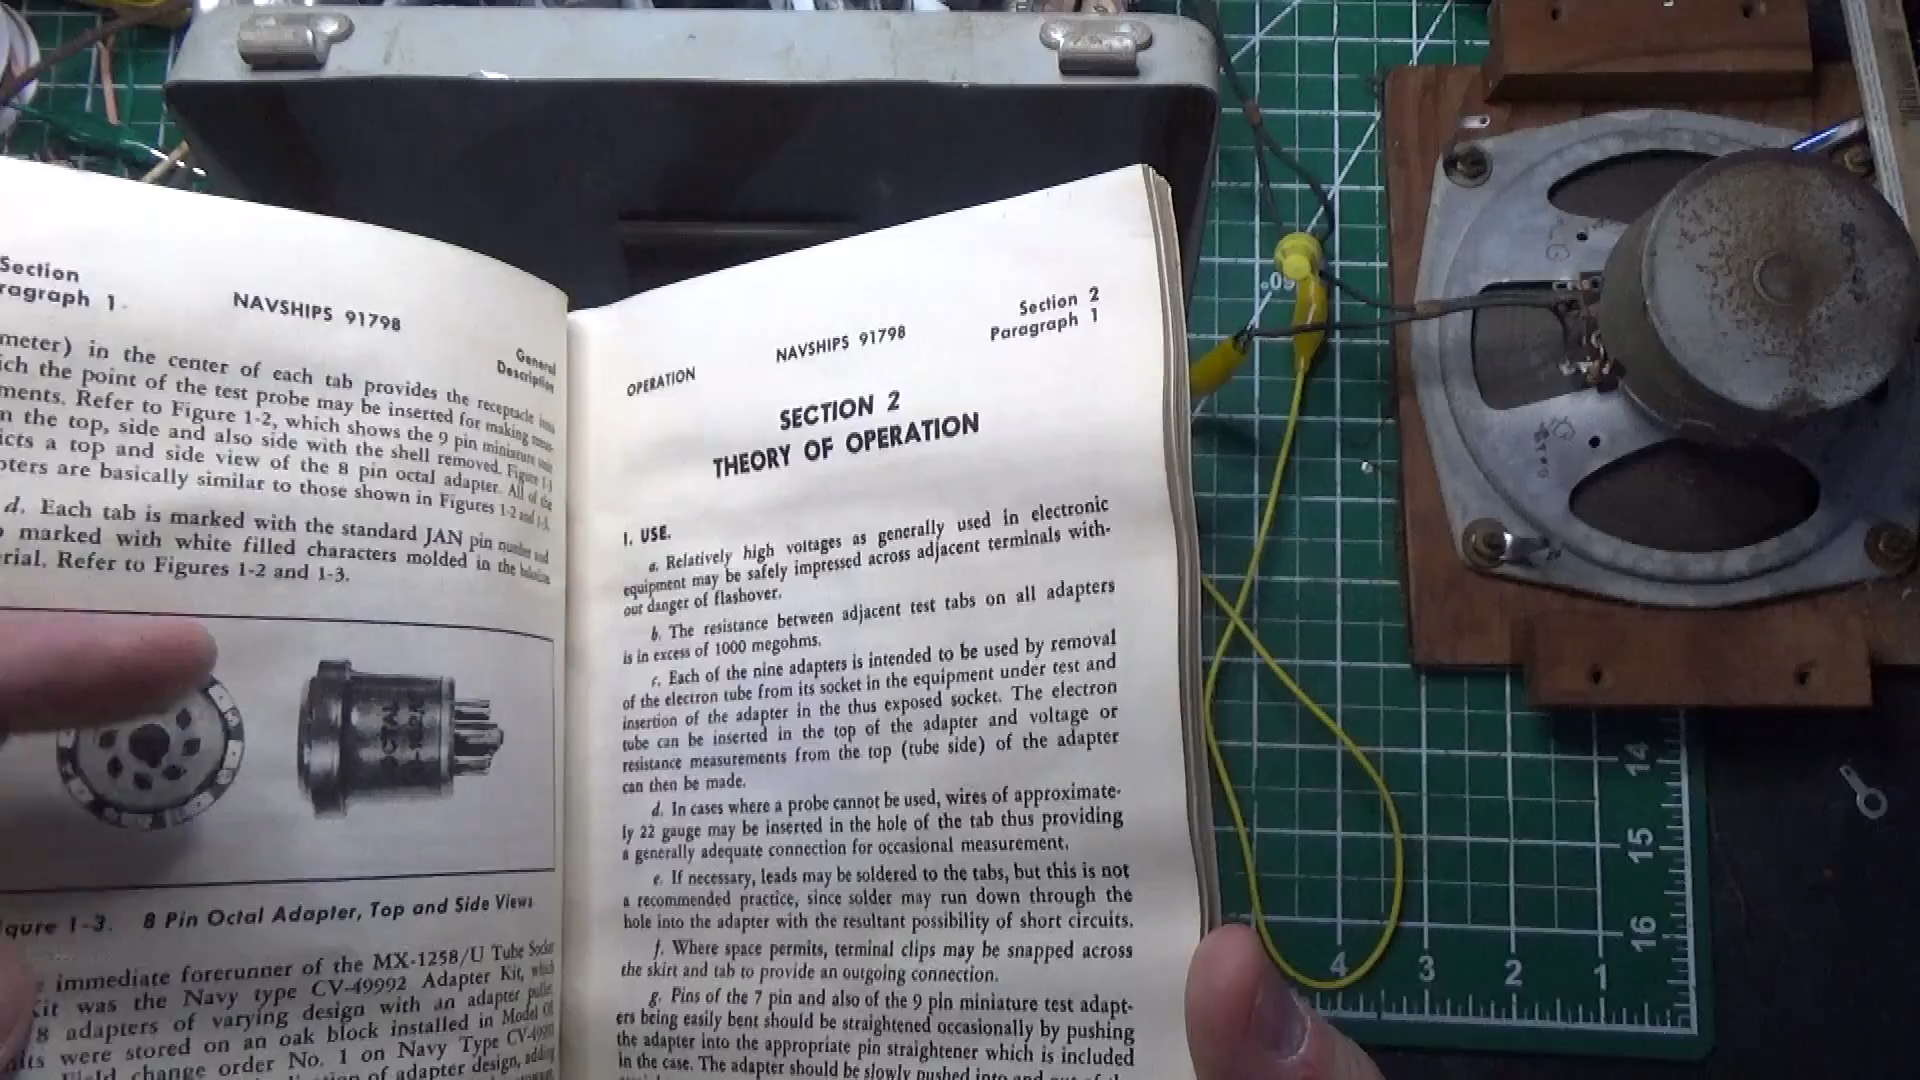 Section
ragraph 1
NAVSHIPS 91798
General
Description
meter) in the center of each tab provides the receptacle
ich the point of the test probe may be inserted for making
ments. Refer to Figure 1-2, which shows the 9 pin miniature
n the top, side and also side with the shell removed. Figure 1-3
icts a top and side view of the 8 pin octal adapter. All of the
pters are basically similar to those shown in Figures 1-2 and 1-3.
d. Each tab is marked with the standard JAN pin number and
marked with white filled characters molded in the
rial. Refer to Figures 1-2 and 1-3.
OCTAL
gure 1-3. 8 Pin Octal Adapter, Top and Side Views
immediate forerunner of the MX-1258/U Tube Socket
it was the Navy type CV-49992 Adapter Kit, which
8 adapters of varying design with an adapter
its were stored on an oak block installed in Model
Field change order No. 1 on Navy Type
of adapter design, adding
OPERATION
NAVSHIPS 91798
Section 2
Paragraph 1
SECTION 2
THEORY OF OPERATION
1. USE.
a. Relatively high voltages as generally used in electronic
equipment may be safely impressed across adjacent terminals with-
out danger of flashover.
b. The resistance between adjacent test tabs on all adapters
is in excess of 1000 megohms.
c. Each of the nine adapters is intended to be used by removal
of the electron tube from its socket in the equipment under test and
insertion of the adapter in the thus exposed socket. The electron
tube can be inserted in the top of the adapter and voltage or
resistance measurements from the top (tube side) of the adapter
can then be made.
d. In cases where a probe cannot be used, wires of approximate-
ly 22 gauge may be inserted in the hole of the tab thus providing
a generally adequate connection for occasional measurement.
e. If necessary, leads may be soldered to the tabs, but this is not
a recommended practice, since solder may run down through the
hole into the adapter with the resultant possibility of short circuits.
f. Where space permits, terminal clips may be snapped across
the skirt and tab to provide an outgoing connection.
g. Pins of the 7 pin and also of the 9 pin miniature test adapt-
ers being easily bent should be straightened occasionally by pushing
the adapter into the appropriate pin straightener which is included
in the case. The adapter should be slowly pushed into and out of the
14
15
16
4 3 2 1